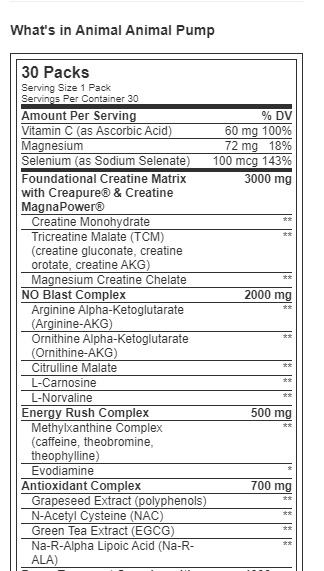 What's in Animal Animal Pump
30 Packs
Serving Size 1 Pack
Servings Per Container 30
Amount Per Serving % DV
Vitamin C (as Ascorbic Acid) 60 mg 100%
Magnesium 72 mg 18%
Selenium (as Sodium Selenate) 100 mcg 143%
Foundational Creatine Matrix 3000 mg
with Creapure® & Creatine
MagnaPower®
Creatine Monohydrate **
Tricreatine Malate (TCM) **
(creatine gluconate, creatine
orotate, creatine AKG)
Magnesium Creatine Chelate **
NO Blast Complex 2000 mg
Arginine Alpha-Ketoglutarate **
(Arginine-AKG)
Ornithine Alpha-Ketoglutarate **
(Ornithine-AKG)
Citrulline Malate **
L-Carnosine **
L-Norvaline **
Energy Rush Complex 500 mg
Methylxanthine Complex **
(caffeine, theobromine,
theophylline)
Evodiamine *
Antioxidant Complex 700 mg
Grapeseed Extract (polyphenols) **
N-Acetyl Cysteine (NAC) **
Green Tea Extract (EGCG) **
Na-R-Alpha Lipoic Acid (Na-R- **
ALA)